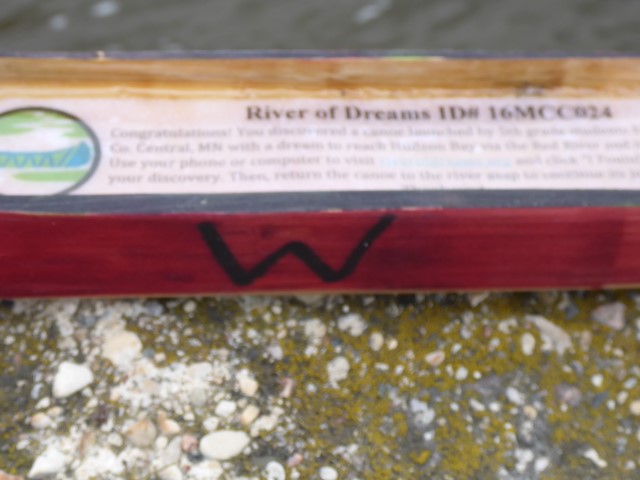 River of Dreams ID# 16MCC024
Congratulations! You discovered a canoe launched by 5th grade students
Co. Central, MN with a dream to reach Hudson Bay via the Red River and
Use your phone or computer to visit and click "I
your discovery. Then, return the canoe to the river asap to continue its
W